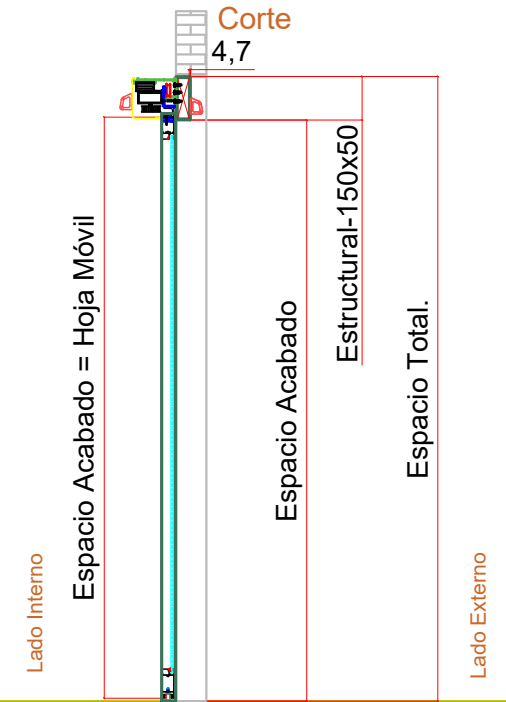 Corte
4,7
Espacio Acabado = Hoja Móvil
Espacio Acabado
Estructural-150x50
Espacio Total.
Lado Interno
Lado Externo